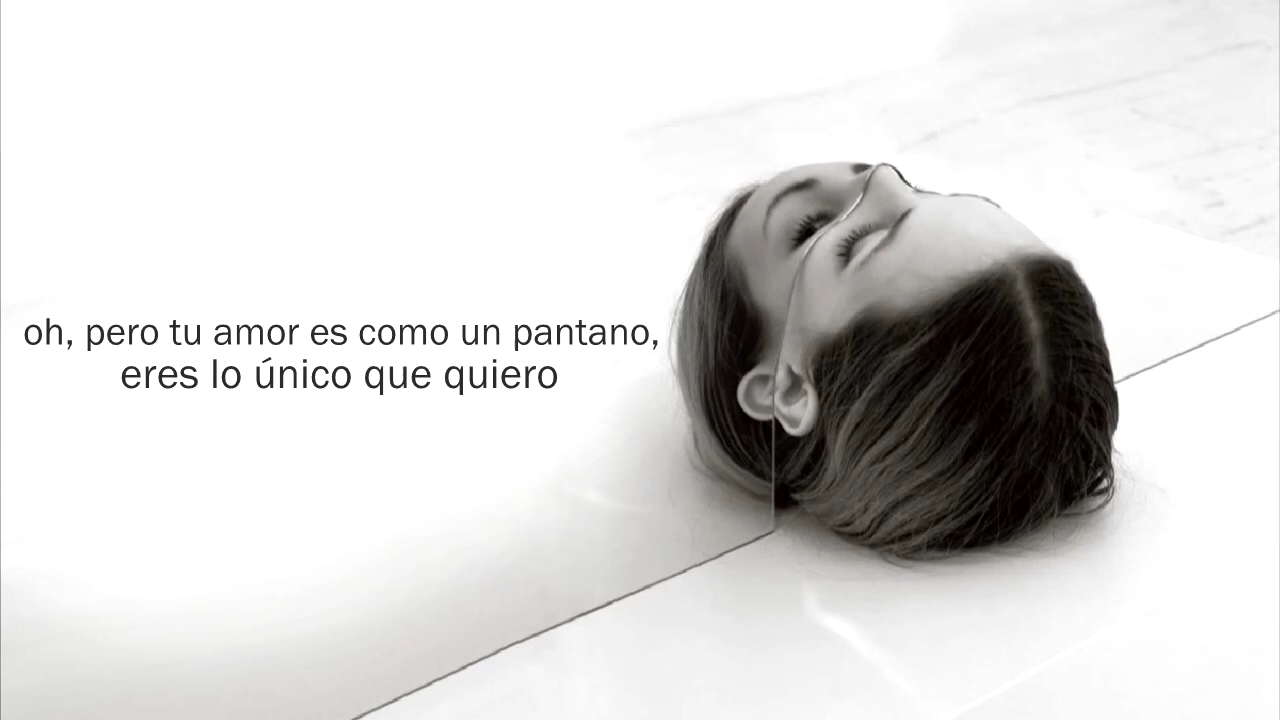 oh, pero tu amor es como un pantano,
eres lo único que quiero